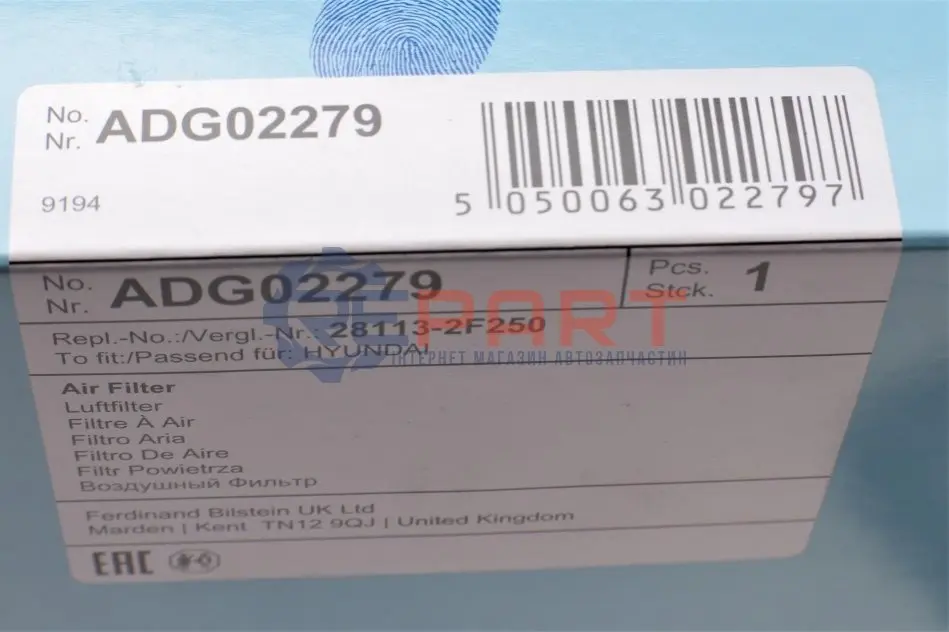 No.
Nr. ADG02279
9194
5 050063 022797
No.
Nr. ADG02279
Pcs.
Stck. 1
Repl.-No.:/Vergl.-Nr.: 28113-2F250
To fit:/Passend für: HYUNDAI
PART
ІНТЕРНЕТ МАГАЗИН АВТОЗАПЧАСТИН
Air Filter
Luftfilter
Filtre À Air
Filtro Aria
Filtro De Aire
Filtr Powietrza
Воздушный Фильтр
Ferdinand Bilstein UK Ltd
Marden | Kent TN12 9QJ | United Kingdom
EAC